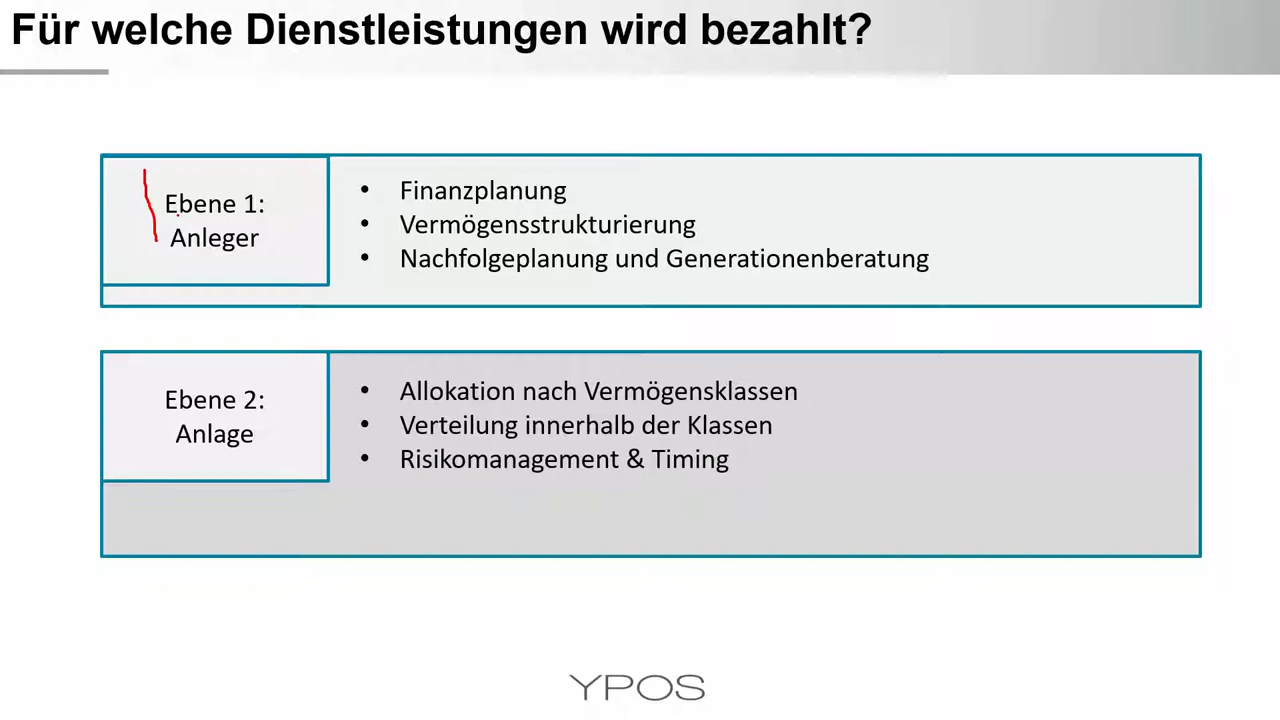 Für welche Dienstleistungen wird bezahlt?
Ebene 1:
Anleger
• Finanzplanung
• Vermögensstrukturierung
• Nachfolgeplanung und Generationenberatung
Ebene 2:
Anlage
• Allokation nach Vermögensklassen
• Verteilung innerhalb der Klassen
• Risikomanagement & Timing
YPOS